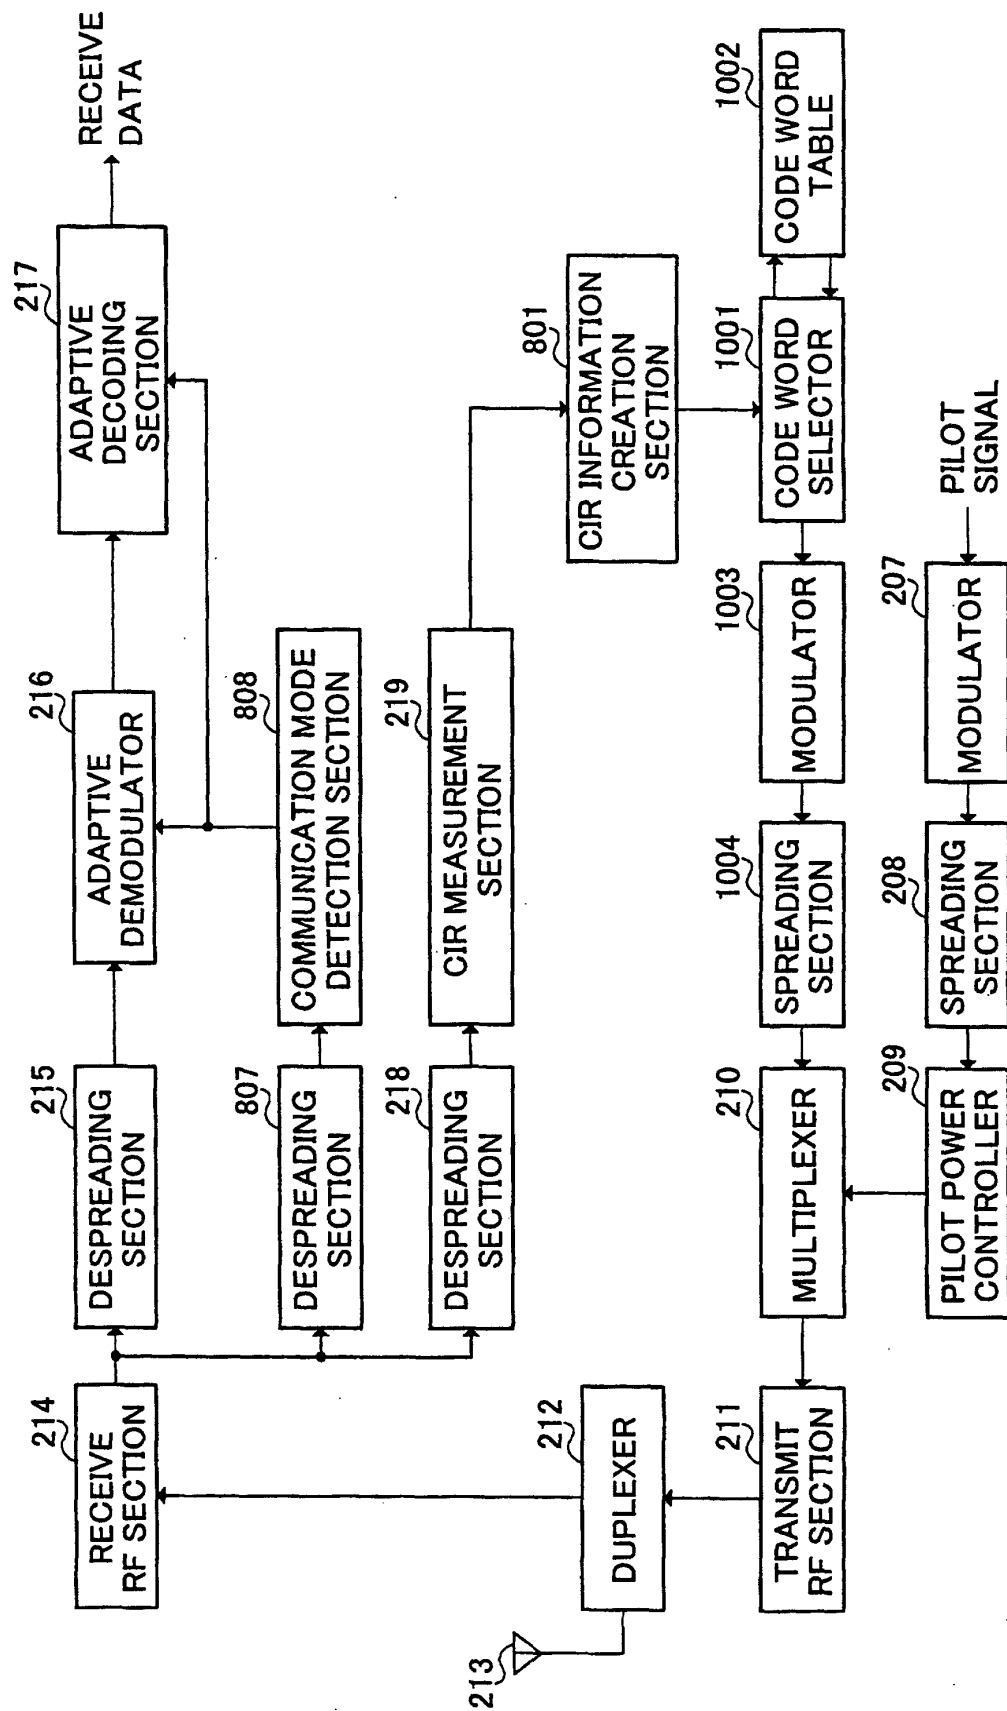 214
RECEIVE
RF SECTION
215
DESPREADING
SECTION
216
ADAPTIVE
DEMODULATOR
217
ADAPTIVE
DECODING
SECTION
RECEIVE
DATA
807
DESPREADING
SECTION
808
COMMUNICATION MODE
DETECTION SECTION
218
DESPREADING
SECTION
219
CIR MEASUREMENT
SECTION
213
212
DUPLEXER
801
CIR INFORMATION
CREATION
SECTION
211
TRANSMIT
RF SECTION
210
MULTIPLEXER
1004
SPREADING
SECTION
1003
MODULATOR
1001
CODE WORD
SELECTOR
1002
CODE WORD
TABLE
209
PILOT POWER
CONTROLLER
208
SPREADING
SECTION
207
MODULATOR
PILOT
SIGNAL